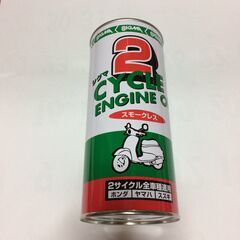 SIGMA
2
シグマ
CYCLE
ENGINE O
スモークレス
2サイクル全車種適用
ホンダ ヤマハ スズキ